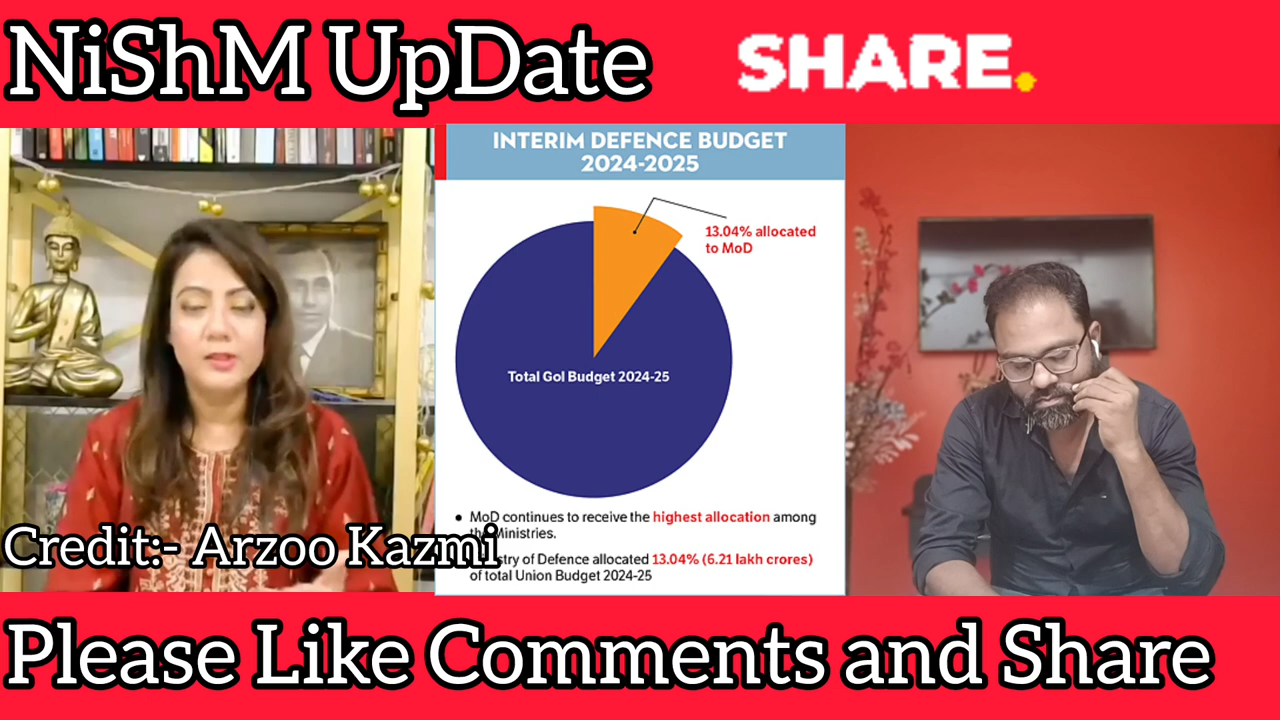 NiShM UpDate
SHARE.
INTERIM DEFENCE BUDGET
2024-2025
13.04% allocated
to MoD
Total GoI Budget 2024-25
• MoD continues to receive the highest allocation among
Ministries.
Credit:- Arzoo Kazmi
of Defence allocated 13.04% (6.21 lakh crores)
of total Union Budget 2024-25
Please Like Comments and Share